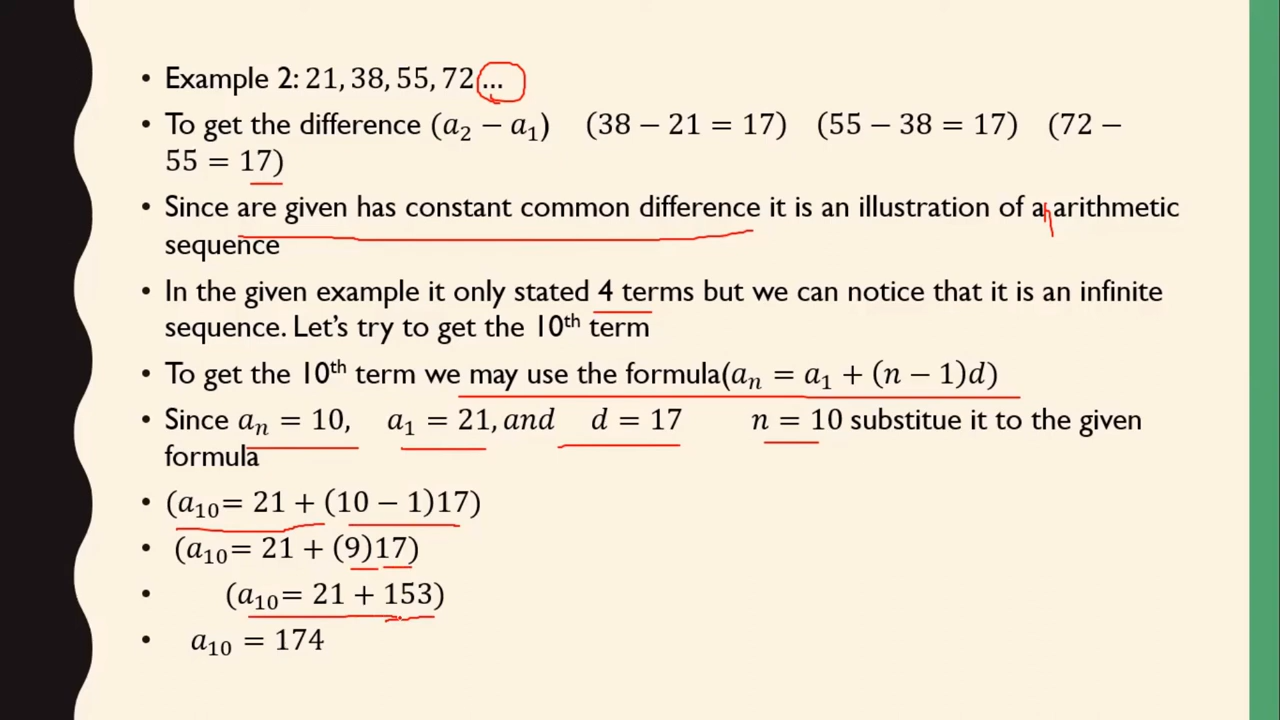 • Example 2: 21, 38, 55, 72 ...
• To get the difference (a₂ − a₁) (38 − 21 = 17) (55 − 38 = 17) (72 −
55 = 17)
• Since are given has constant common difference it is an illustration of an arithmetic
sequence
• In the given example it only stated 4 terms but we can notice that it is an infinite
sequence. Let's try to get the 10ᵗʰ term
• To get the 10ᵗʰ term we may use the formula(aₙ = a₁ + (n − 1)d)
• Since aₙ = 10, a₁ = 21, and d = 17 n = 10 substitue it to the given
formula
• (a₁₀= 21 + (10 − 1)17)
• (a₁₀= 21 + (9)17)
• (a₁₀= 21 + 153)
• a₁₀ = 174